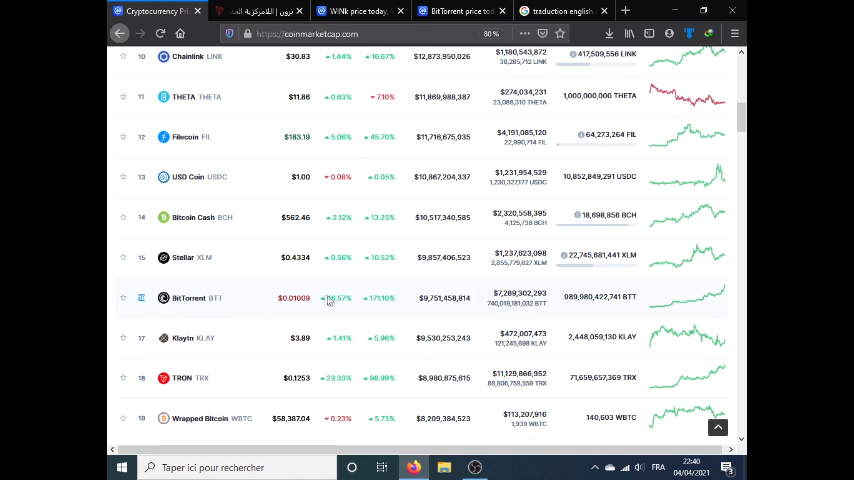 Cryptocurrency Pri
ترون | اللامركزية الحد
WINk price today, 
BitTorrent price tod
traduction english
https://coinmarketcap.com
80 %
10 Chainlink LINK $30.83 1.44% 16.67% $12,873,950,026 $1,180,543,872 417,509,556 LINK
38,285,712 LINK
11 THETA THETA $11.86 0.63% 7.10% $11,869,988,387 $274,034,231 1,000,000,000 THETA
23,086,310 THETA
12 Filecoin FIL $183.19 5.06% 45.70% $11,716,675,035 $4,191,085,120 64,273,264 FIL
22,990,714 FIL
13 USD Coin USDC $1.00 0.08% 0.05% $10,867,204,337 $1,231,954,529 10,852,849,291 USDC
1,230,327,177 USDC
14 Bitcoin Cash BCH $562.46 2.12% 13.25% $10,517,340,585 $2,320,558,395 18,698,856 BCH
4,125,738 BCH
15 Stellar XLM $0.4334 0.56% 10.52% $9,857,406,523 $1,237,623,098 22,745,681,441 XLM
2,855,779,627 XLM
16 BitTorrent BTT $0.01009 6.57% 171.10% $9,751,458,814 $7,289,302,293 989,980,422,741 BTT
740,019,181,032 BTT
17 Klaytn KLAY $3.89 1.41% 5.96% $9,530,253,243 $472,007,473 2,448,059,130 KLAY
121,245,698 KLAY
18 TRON TRX $0.1253 23.33% 98.99% $8,980,875,615 $11,129,866,952 71,659,657,369 TRX
88,806,758,559 TRX
19 Wrapped Bitcoin WBTC $58,387.04 0.23% 5.73% $8,209,384,523 $113,207,916 140,603 WBTC
1,939 WBTC
Taper ici pour rechercher
FRA
22:40
04/04/2021
3